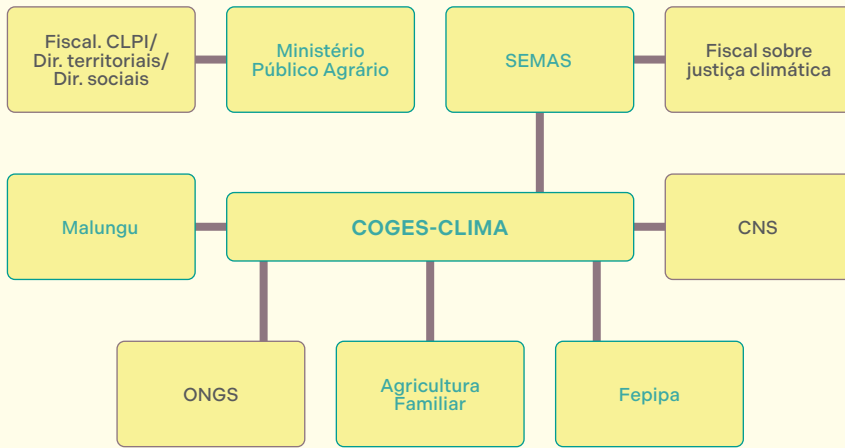 Fiscal. CLPI/
Dir. territoriais/
Dir. sociais
Ministério
Público Agrário
SEMAS
Fiscal sobre
justiça climática
Malungu
COGES-CLIMA
CNS
ONGS
Agricultura
Familiar
Fepipa